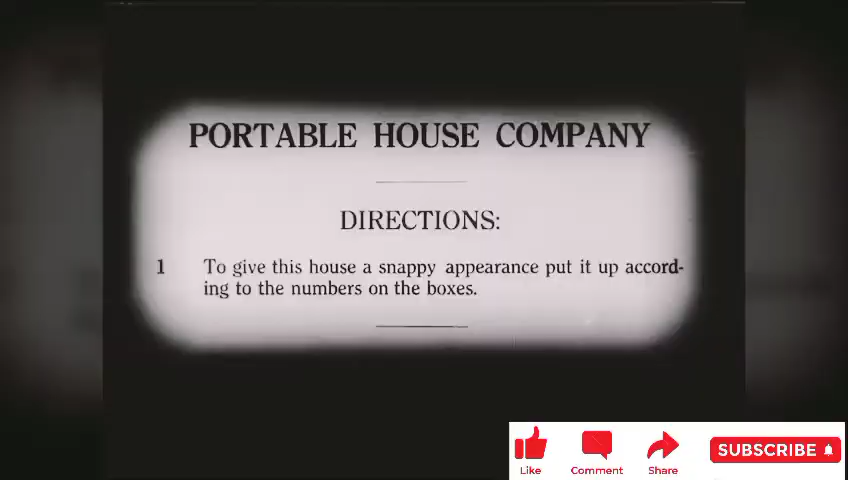 PORTABLE HOUSE COMPANY
DIRECTIONS:
1 To give this house a snappy appearance put it up accord-
ing to the numbers on the boxes.
Like Comment Share SUBSCRIBE